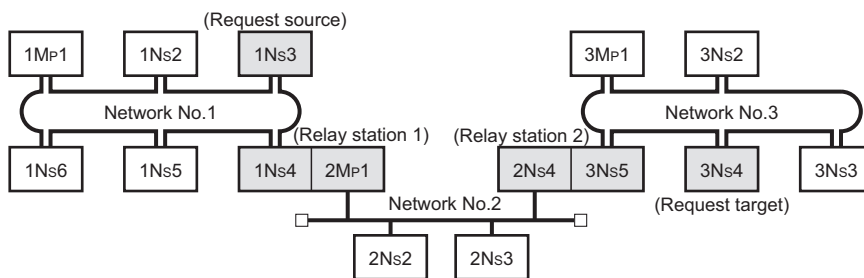 (Request source)
1MP1 1NS2 1NS3 3MP1 3NS2
Network No.1 Network No.3
(Relay station 1) (Relay station 2)
1NS6 1NS5 1NS4 2MP1 2NS4 3NS5 3NS4 3NS3
Network No.2 (Request target)
2NS2 2NS3